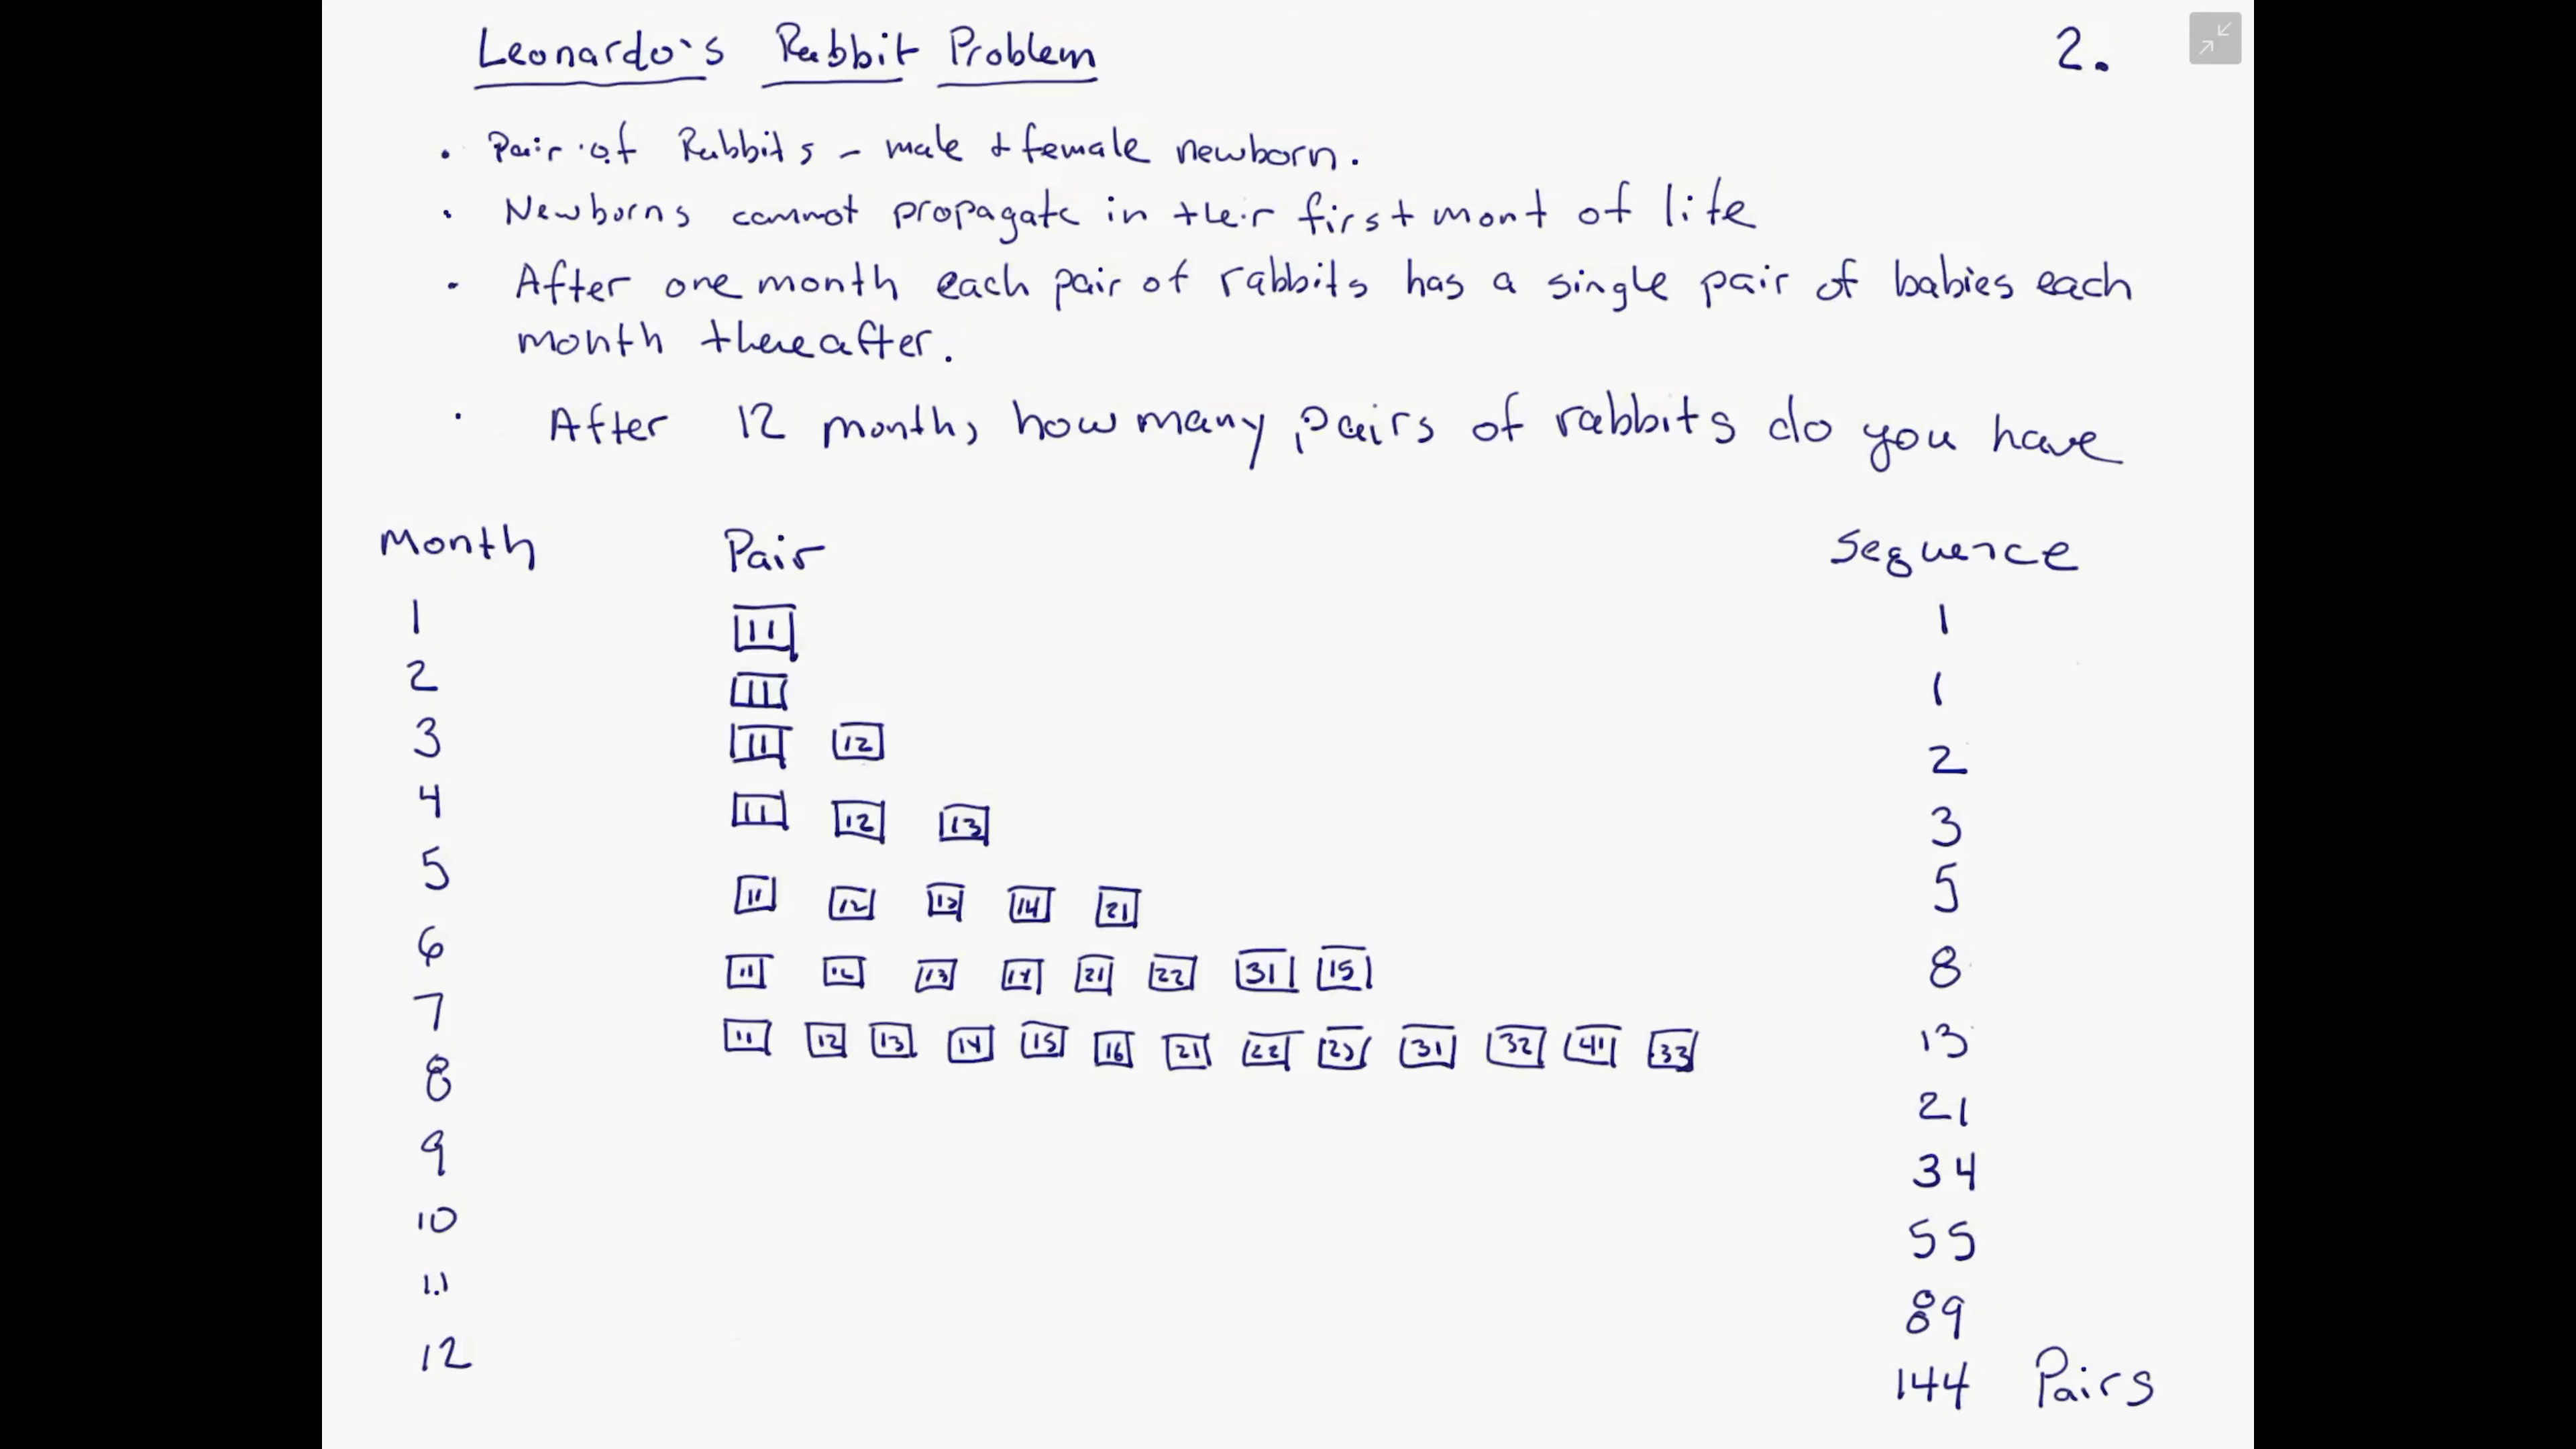 Leonardo's Rabbit Problem
2.
• Pair of Rabbits - male & female newborn.
• Newborns cannot propagate in their first mont of life
• After one month each pair of rabbits has a single pair of babies each
month thereafter.
• After 12 months how many pairs of rabbits do you have
Month Pair Sequence
1 11 1
2 11 1
3 11 12 2
4 11 12 13 3
5 11 12 13 14 21 5
6 11 12 13 14 21 22 31 15 8
7 11 12 13 14 15 16 21 22 23 31 32 41 33 13
8 21
9 34
10 55
11 89
12 144 Pairs